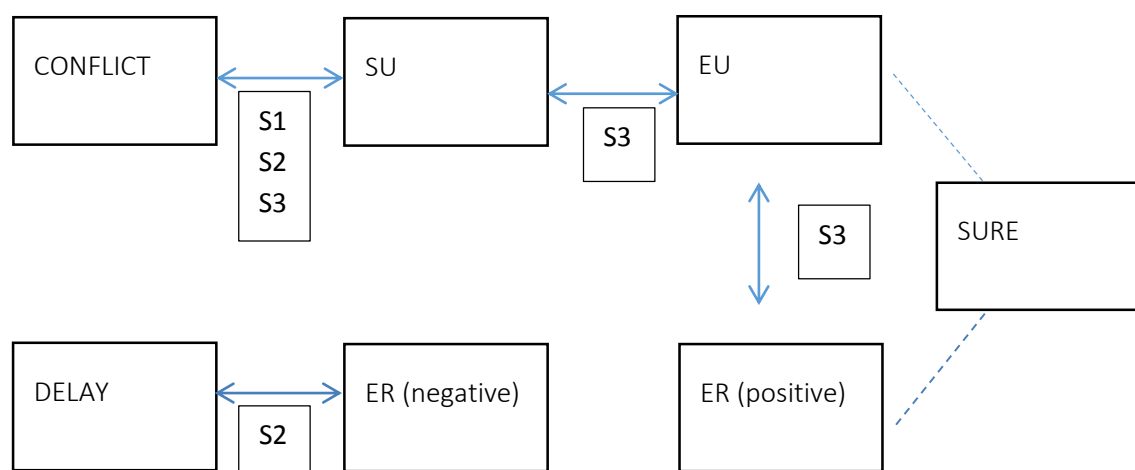 CONFLICT
SU
EU
S1
S2
S3
S3
S3
SURE
DELAY
ER (negative)
ER (positive)
S2